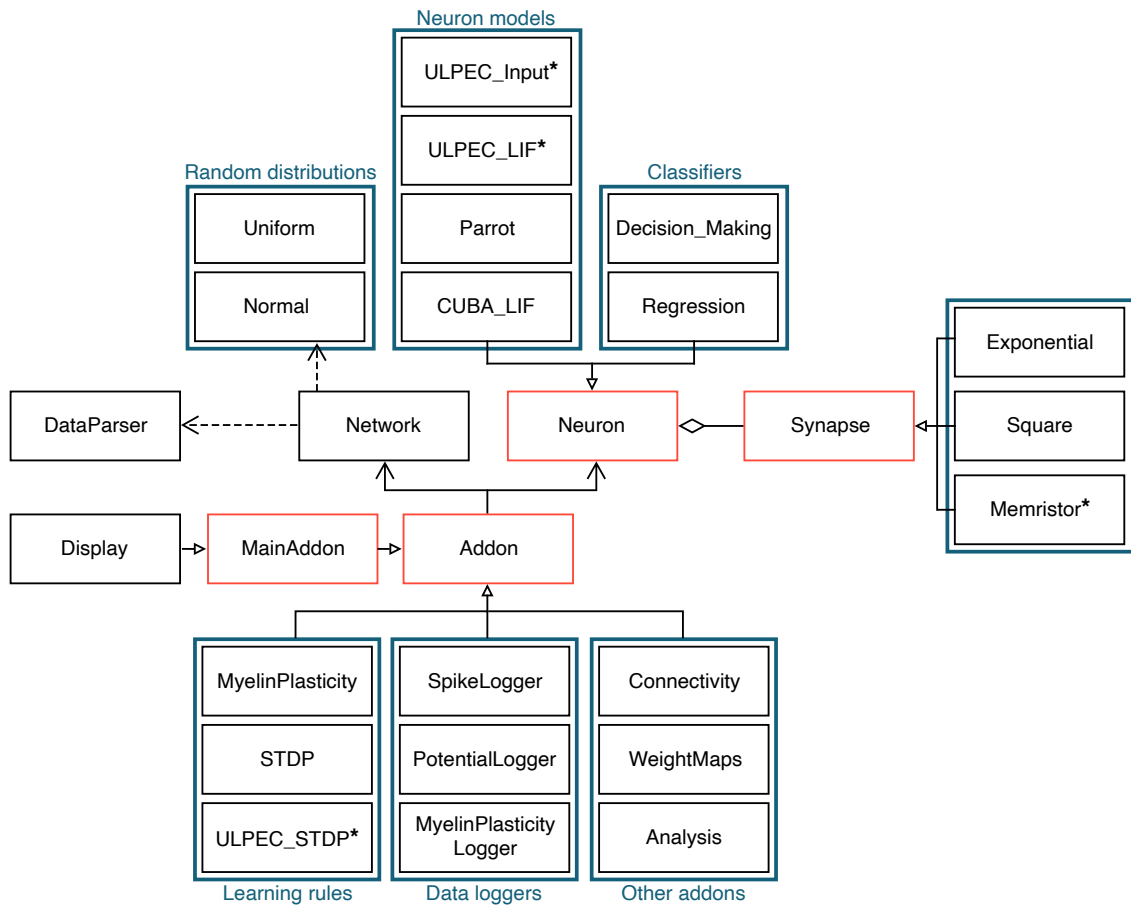 Neuron models
ULPEC_Input*
ULPEC_LIF*
Parrot
CUBA_LIF
Random distributions
Uniform
Normal
Classifiers
Decision_Making
Regression
Exponential
Square
Memristor*
DataParser
Network
Neuron
Synapse
Display
MainAddon
Addon
MyelinPlasticity
STDP
ULPEC_STDP*
Learning rules
SpikeLogger
PotentialLogger
MyelinPlasticity
Logger
Data loggers
Connectivity
WeightMaps
Analysis
Other addons